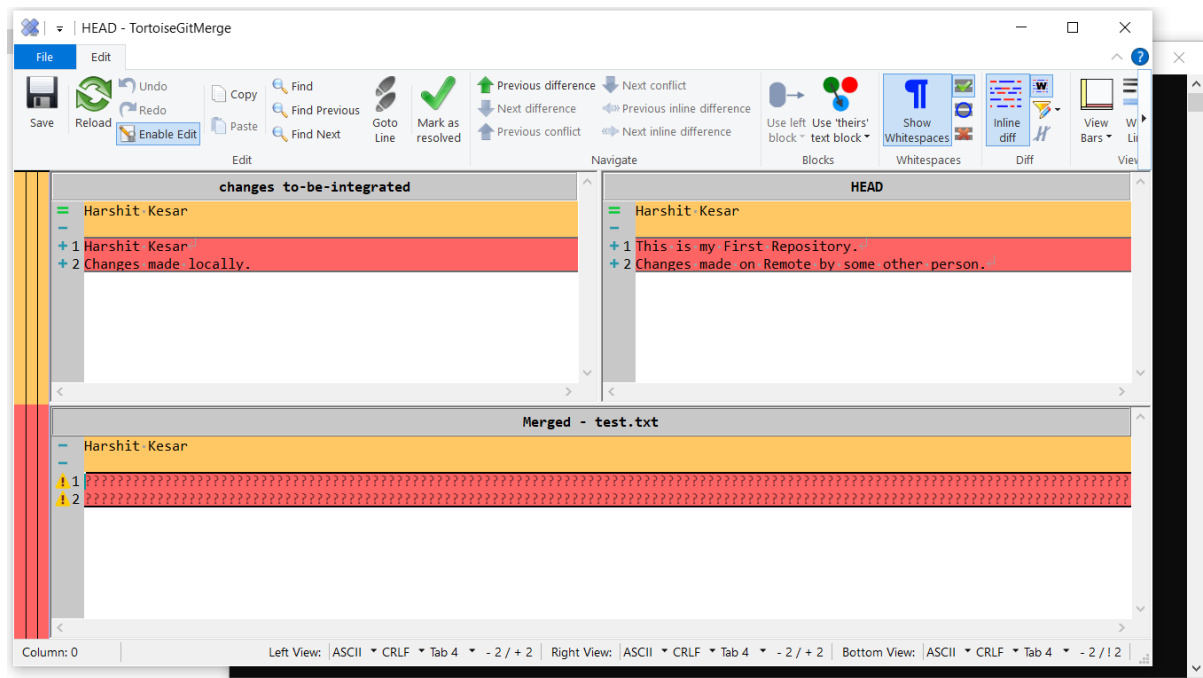 HEAD - TortoiseGitMerge
File Edit
Save
Reload
Undo
Redo
Enable Edit
Copy
Paste
Find
Find Previous
Find Next
Goto
Line
Mark as
resolved
Edit
Previous difference
Next difference
Previous conflict
Next conflict
Previous inline difference
Next inline difference
Navigate
Use left
block
Use 'theirs'
text block
Blocks
Show
Whitespaces
Whitespaces
Inline
diff
Diff
View
Bars
changes to-be-integrated
= Harshit·Kesar
-
+ 1 Harshit Kesar
+ 2 Changes made locally.
HEAD
= Harshit·Kesar
-
+ 1 This is my First Repository.
+ 2 Changes made on Remote by some other person.
Merged - test.txt
- Harshit·Kesar
-
1
2
Column: 0 Left View: ASCII CRLF Tab 4 - 2 / + 2 Right View: ASCII CRLF Tab 4 - 2 / + 2 Bottom View: ASCII CRLF Tab 4 - 2 / ! 2